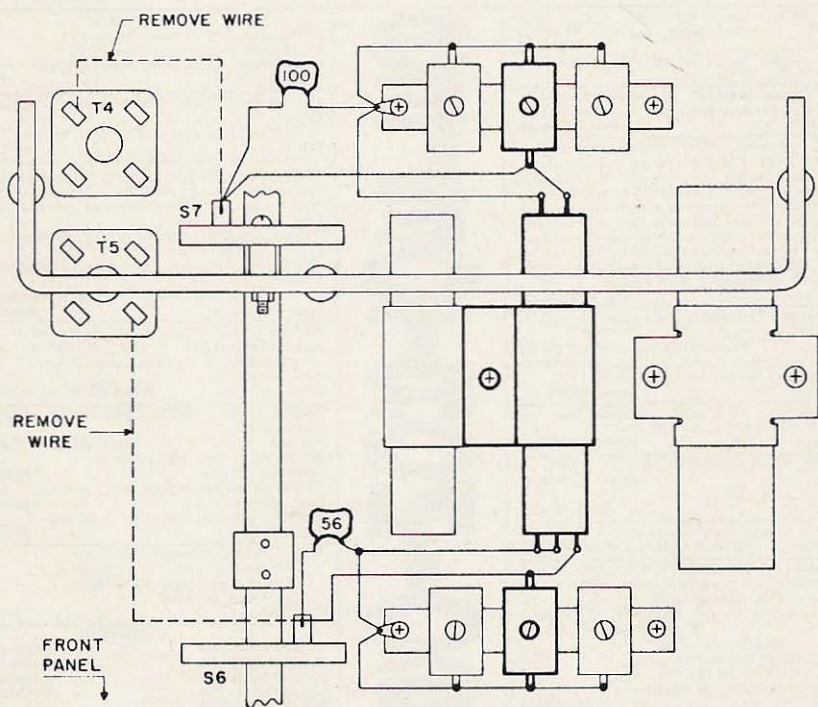 REMOVE WIRE
100
T4
S7
T5
REMOVE
WIRE
56
FRONT
PANEL
S6